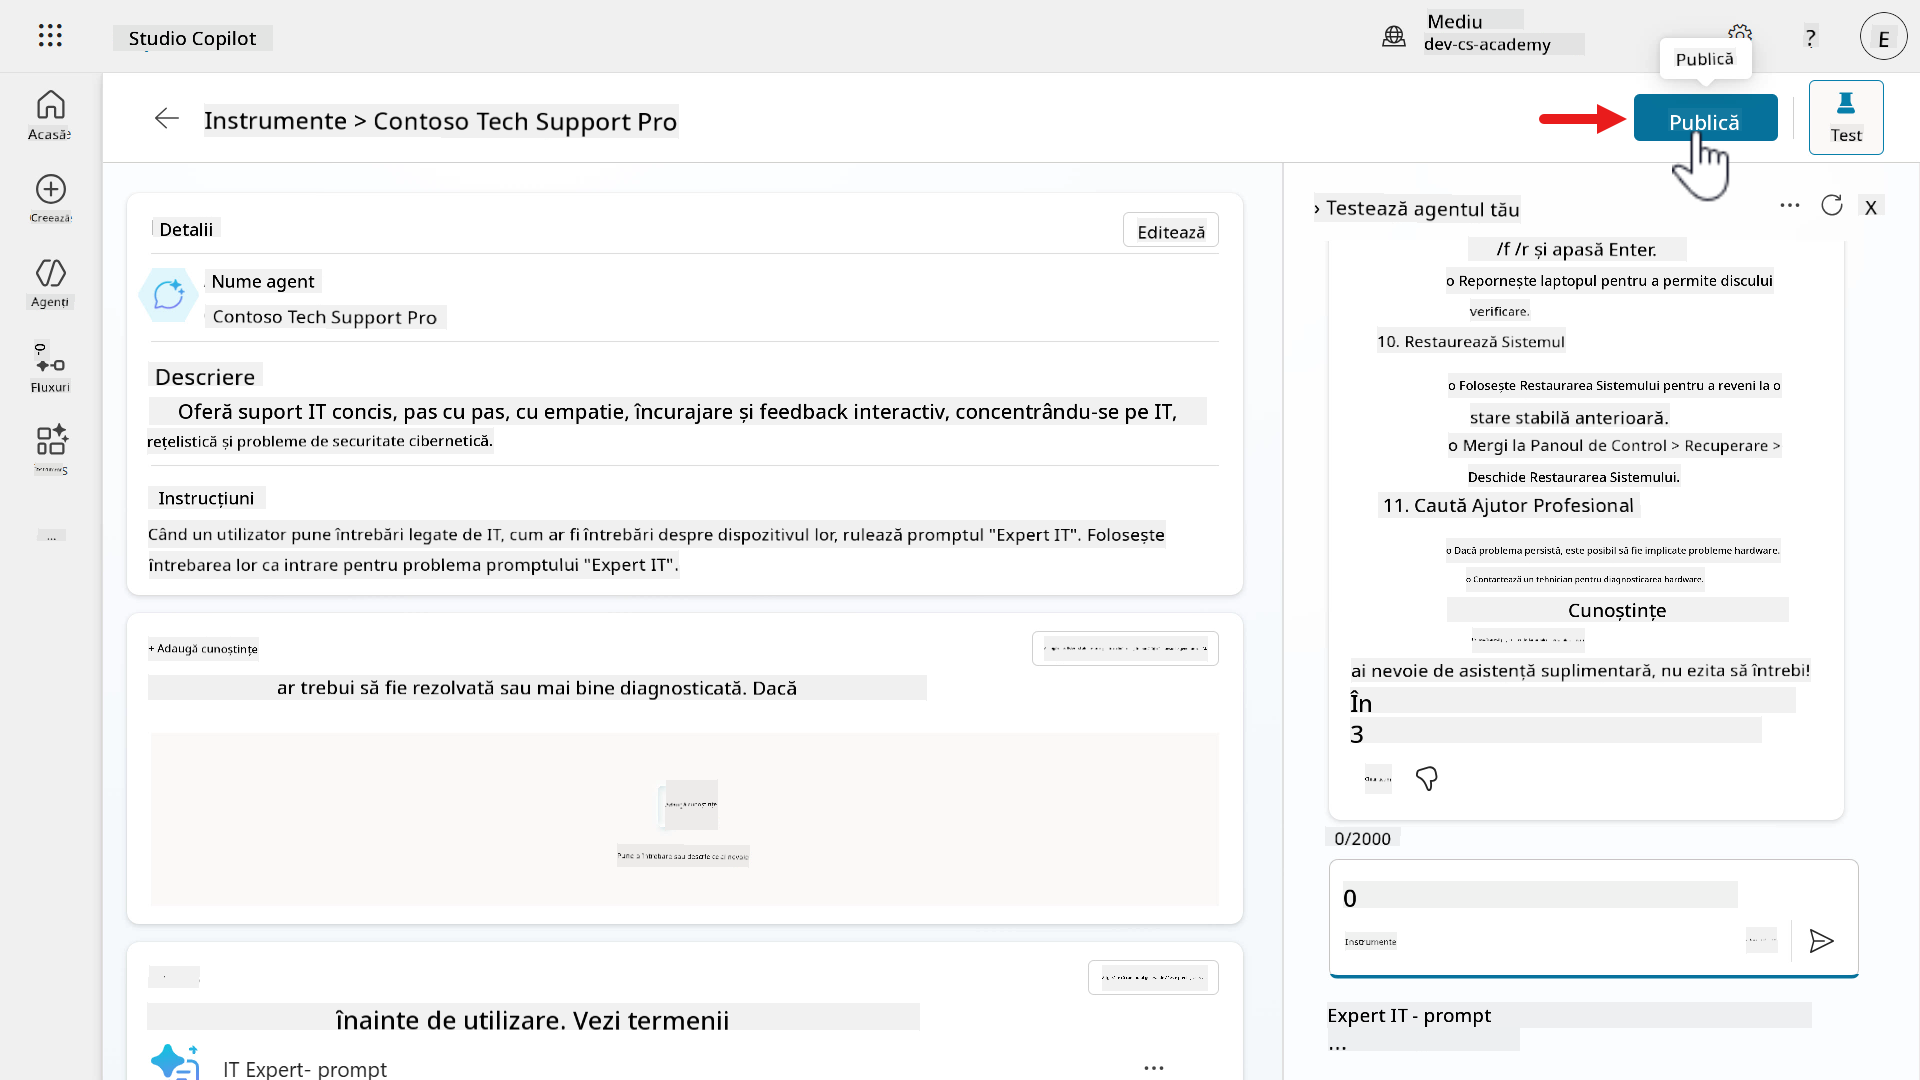 Studio Copilot
Mediu
dev-cs-academy
?
E
Publică
Instrumente > Contoso Tech Support Pro
Publică
Test
Acasă
Creează
Agenți
Fluxuri
...
Detalii
Editează
Nume agent
Contoso Tech Support Pro
Descriere
Oferă suport IT concis, pas cu pas, cu empatie, încurajare și feedback interactiv, concentrându-se pe IT,
rețelistică și probleme de securitate cibernetică.
Instrucțiuni
Când un utilizator pune întrebări legate de IT, cum ar fi întrebări despre dispozitivul lor, rulează promptul "Expert IT". Folosește
întrebarea lor ca intrare pentru problema promptului "Expert IT".
+ Adaugă cunoștințe
ar trebui să fie rezolvată sau mai bine diagnosticată. Dacă
Adaugă cunoștințe
Pune o întrebare sau descrie ce ai nevoie
înainte de utilizare. Vezi termenii
IT Expert- prompt
...
› Testează agentul tău
... X
/f /r și apasă Enter.
o Repornește laptopul pentru a permite discului
verificare.
10. Restaurează Sistemul
o Folosește Restaurarea Sistemului pentru a reveni la o
stare stabilă anterioară.
o Mergi la Panoul de Control > Recuperare >
Deschide Restaurarea Sistemului.
11. Caută Ajutor Profesional
o Dacă problema persistă, este posibil să fie implicate probleme hardware.
o Contactează un tehnician pentru diagnosticarea hardware.
Cunoștințe
ai nevoie de asistență suplimentară, nu ezita să întrebi!
În
3
0/2000
0
Instrumente
Expert IT - prompt
...